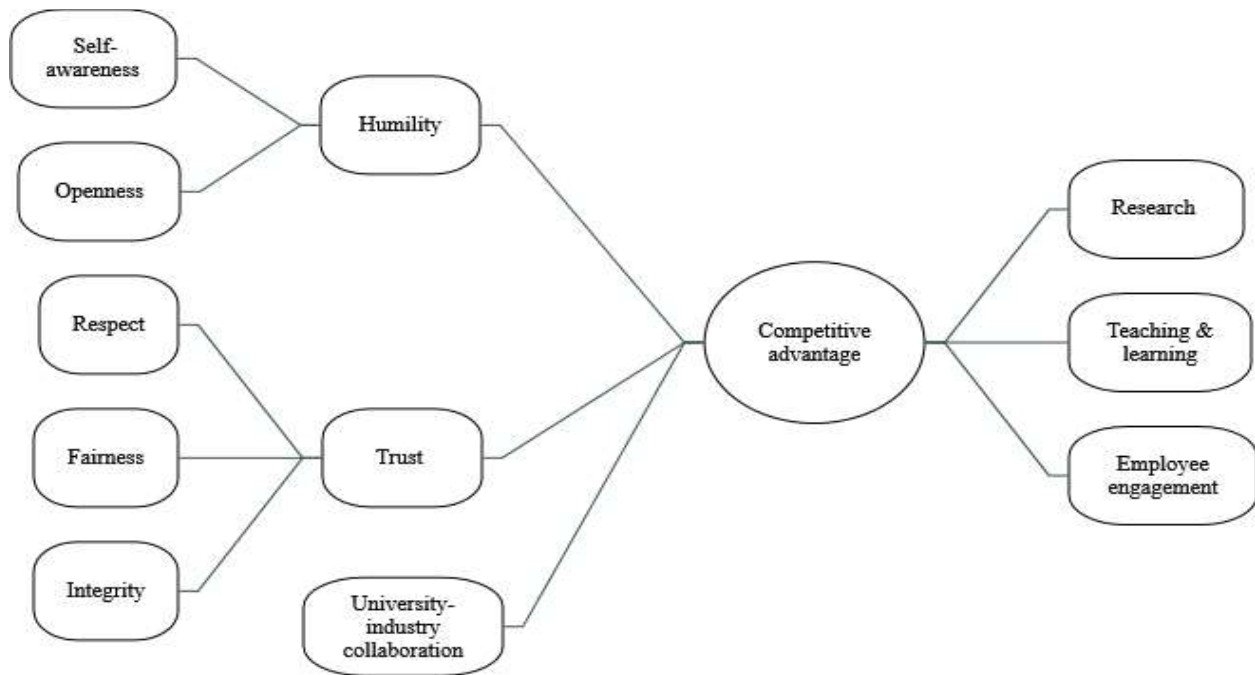 Self-
awareness
Humility
Openness
Respect
Fairness
Trust
Integrity
University-
industry
collaboration
Competitive
advantage
Research
Teaching &
learning
Employee
engagement